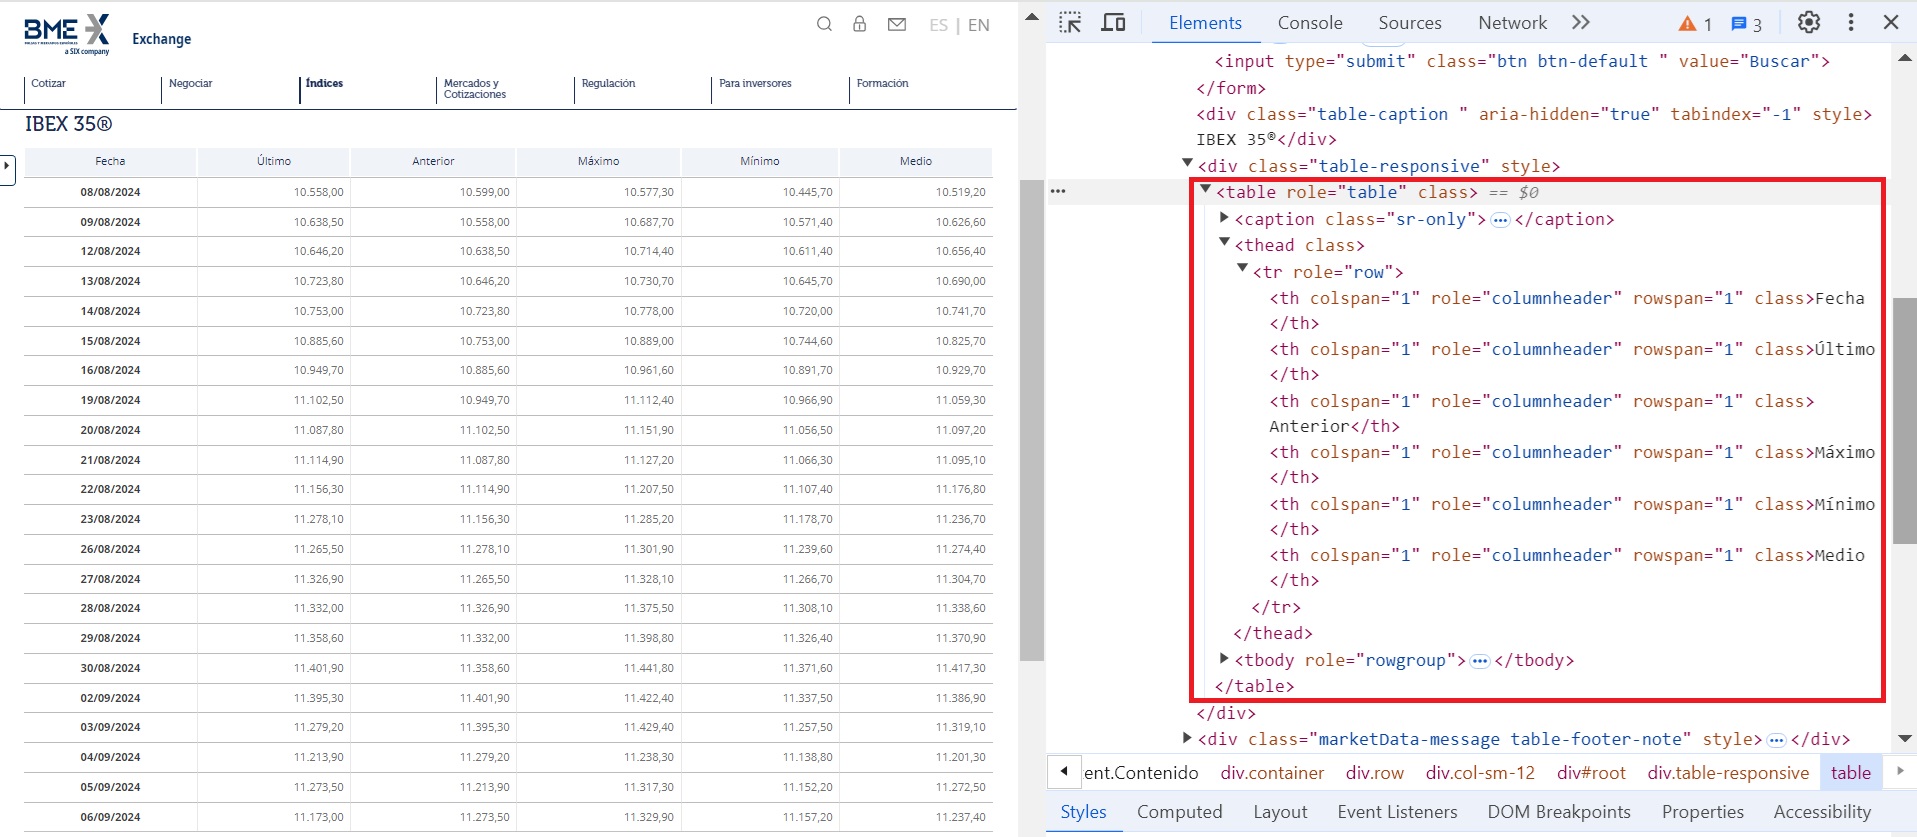 BME X
BOLSAS Y MERCADOS ESPAÑOLES
a SIX company
Exchange
ES | EN
Cotizar
Negociar
Índices
Mercados y
Cotizaciones
Regulación
Para inversores
Formación
IBEX 35®
Fecha Último Anterior Máximo Mínimo Medio
08/08/2024 10.558,00 10.599,00 10.577,30 10.445,70 10.519,20
09/08/2024 10.638,50 10.558,00 10.687,70 10.571,40 10.626,60
12/08/2024 10.646,20 10.638,50 10.714,40 10.611,40 10.656,40
13/08/2024 10.723,80 10.646,20 10.730,70 10.645,70 10.690,00
14/08/2024 10.753,00 10.723,80 10.778,00 10.720,00 10.741,70
15/08/2024 10.885,60 10.753,00 10.889,00 10.744,60 10.825,70
16/08/2024 10.949,70 10.885,60 10.961,60 10.891,70 10.929,70
19/08/2024 11.102,50 10.949,70 11.112,40 10.966,90 11.059,30
20/08/2024 11.087,80 11.102,50 11.151,90 11.056,50 11.097,20
21/08/2024 11.114,90 11.087,80 11.127,20 11.066,30 11.095,10
22/08/2024 11.156,30 11.114,90 11.207,50 11.107,40 11.176,80
23/08/2024 11.278,10 11.156,30 11.285,20 11.178,70 11.236,70
26/08/2024 11.265,50 11.278,10 11.301,90 11.239,60 11.274,40
27/08/2024 11.326,90 11.265,50 11.328,10 11.266,70 11.304,70
28/08/2024 11.332,00 11.326,90 11.375,50 11.308,10 11.338,60
29/08/2024 11.358,60 11.332,00 11.398,80 11.326,40 11.370,90
30/08/2024 11.401,90 11.358,60 11.441,80 11.371,60 11.417,30
02/09/2024 11.395,30 11.401,90 11.422,40 11.337,50 11.386,90
03/09/2024 11.279,20 11.395,30 11.429,40 11.257,50 11.319,10
04/09/2024 11.213,90 11.279,20 11.238,30 11.138,80 11.201,30
05/09/2024 11.273,50 11.213,90 11.317,30 11.152,20 11.272,50
06/09/2024 11.173,00 11.273,50 11.329,90 11.157,20 11.237,40
Elements Console Sources Network 1 3
<input type="submit" class="btn btn-default " value="Buscar">
</form>
<div class="table-caption " aria-hidden="true" tabindex="-1" style>
IBEX 35®</div>
<div class="table-responsive" style>
<table role="table" class> == $0
<caption class="sr-only">…</caption>
<thead class>
<tr role="row">
<th colspan="1" role="columnheader" rowspan="1" class>Fecha
</th>
<th colspan="1" role="columnheader" rowspan="1" class>Último
</th>
<th colspan="1" role="columnheader" rowspan="1" class>
Anterior</th>
<th colspan="1" role="columnheader" rowspan="1" class>Máximo
</th>
<th colspan="1" role="columnheader" rowspan="1" class>Mínimo
</th>
<th colspan="1" role="columnheader" rowspan="1" class>Medio
</th>
</tr>
</thead>
<tbody role="rowgroup">…</tbody>
</table>
</div>
<div class="marketData-message table-footer-note" style>…</div>
ent.Contenido div.container div.row div.col-sm-12 div#root div.table-responsive table
Styles Computed Layout Event Listeners DOM Breakpoints Properties Accessibility